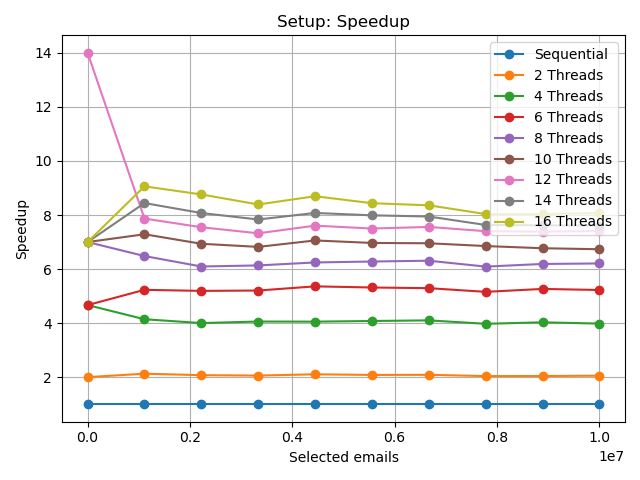 Setup: Speedup
14
12
10
8
6
4
2
Speedup
Sequential
2 Threads
4 Threads
6 Threads
8 Threads
10 Threads
12 Threads
14 Threads
16 Threads
0.0 0.2 0.4 0.6 0.8 1.0
1e7
Selected emails